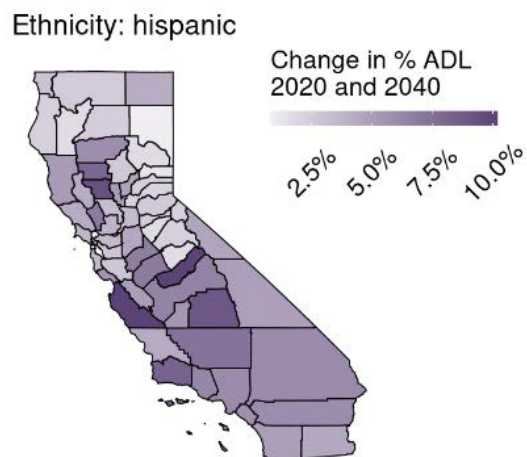 Ethnicity: hispanic
Change in % ADL
2020 and 2040
2.5%
5.0%
7.5%
10.0%